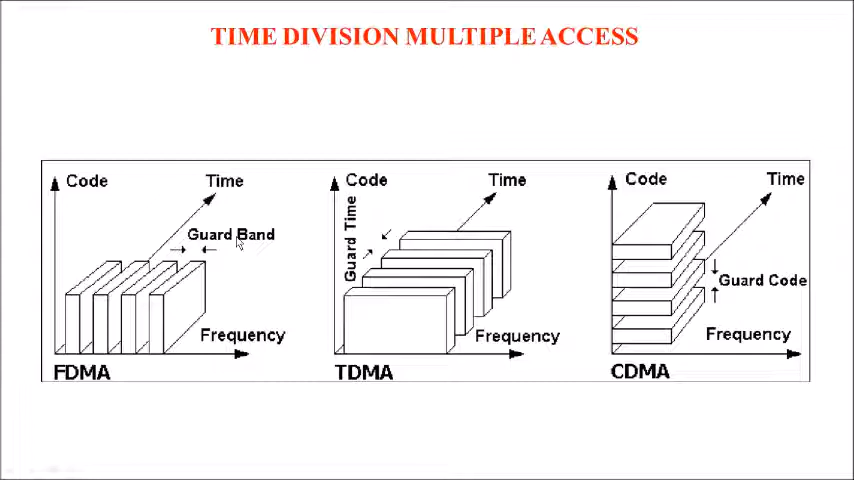 TIME DIVISION MULTIPLE ACCESS
Code
Time
Guard Band
Frequency
FDMA
Code
Time
Guard Time
Frequency
TDMA
Code
Time
Guard Code
Frequency
CDMA